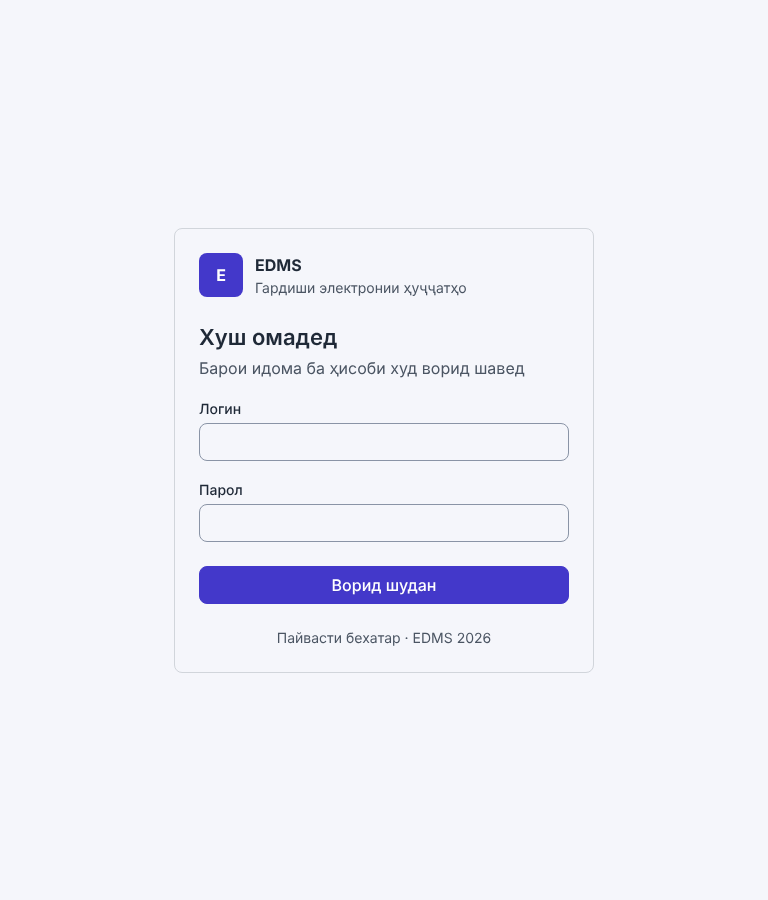 E
EDMS
Гардиши электронии ҳуҷҷатҳо
Хуш омадед
Барои идома ба ҳисоби худ ворид шавед
Логин
Парол
Ворид шудан
Пайвасти бехатар · EDMS 2026